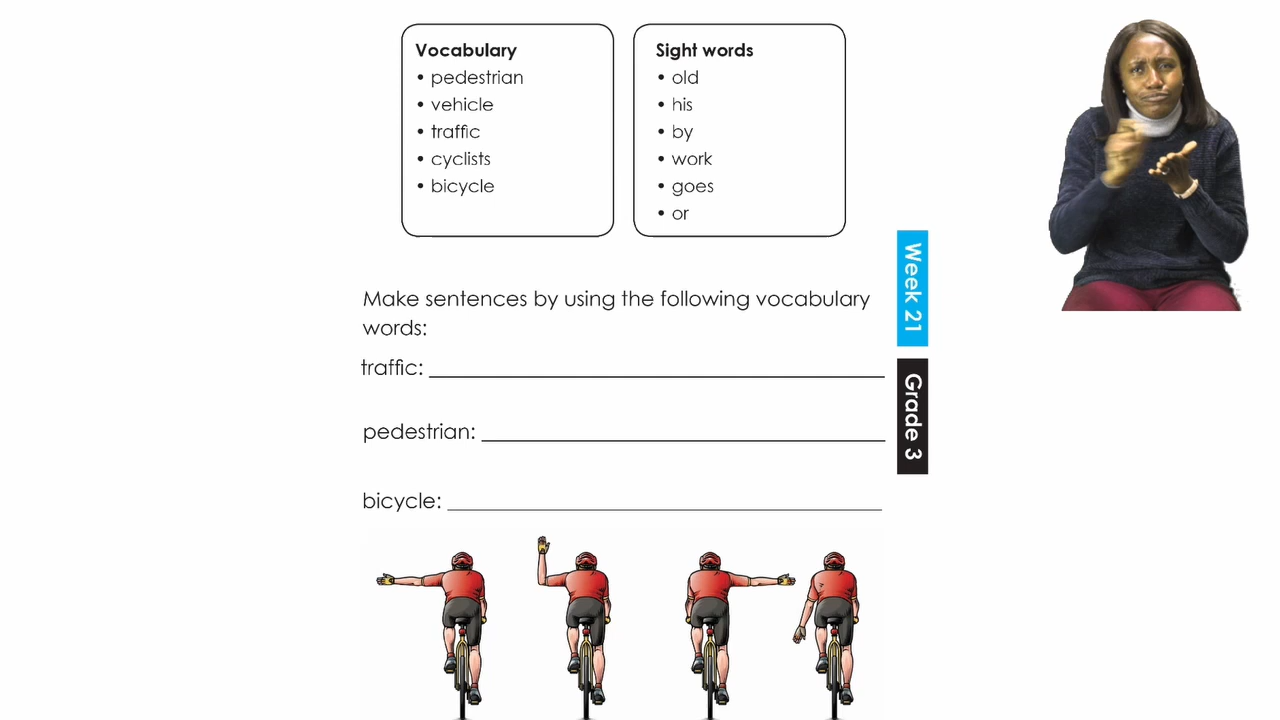 Vocabulary
• pedestrian
• vehicle
• traffic
• cyclists
• bicycle
Sight words
• old
• his
• by
• work
• goes
• or
Week 21
Grade 3
Make sentences by using the following vocabulary
words:
traffic:
pedestrian:
bicycle: